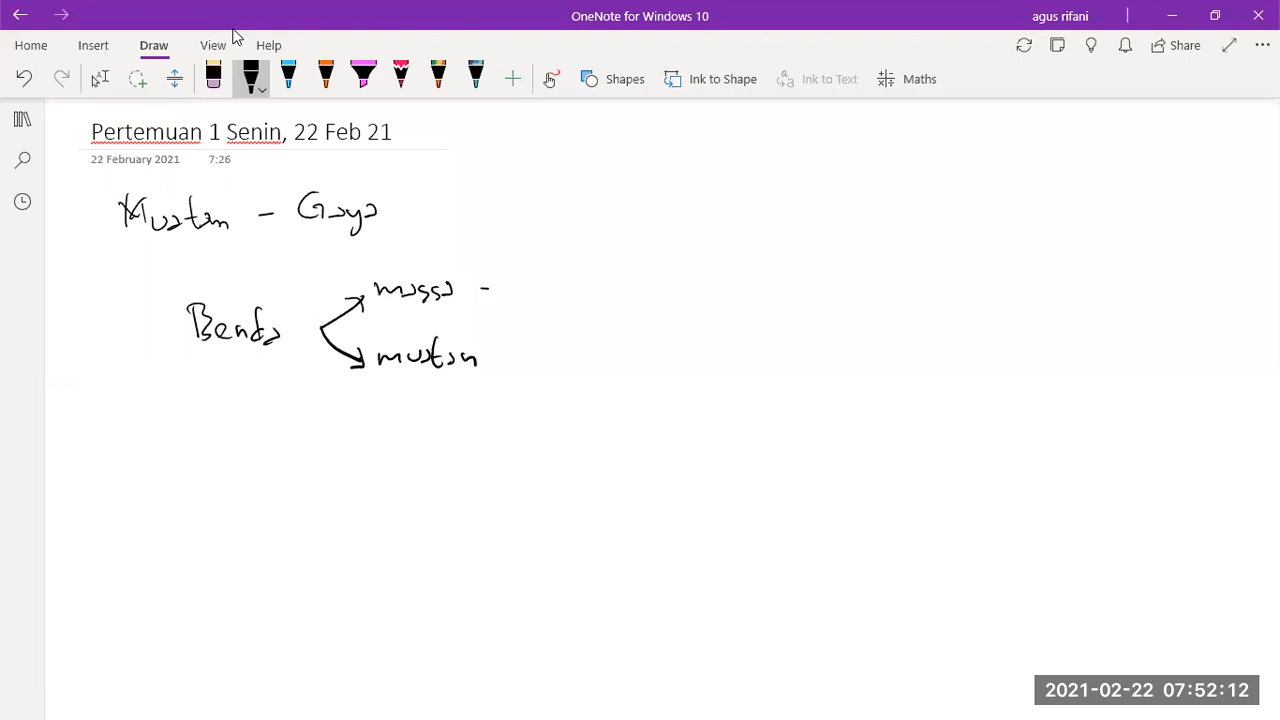 OneNote for Windows 10
agus rifani
Home Insert Draw View Help
Share
Shapes Ink to Shape Ink to Text Maths
Pertemuan 1 Senin, 22 Feb 21
22 February 2021 7:26
Muatan - Gaya
massa -
Benda
muatan
2021-02-22 07:52:12